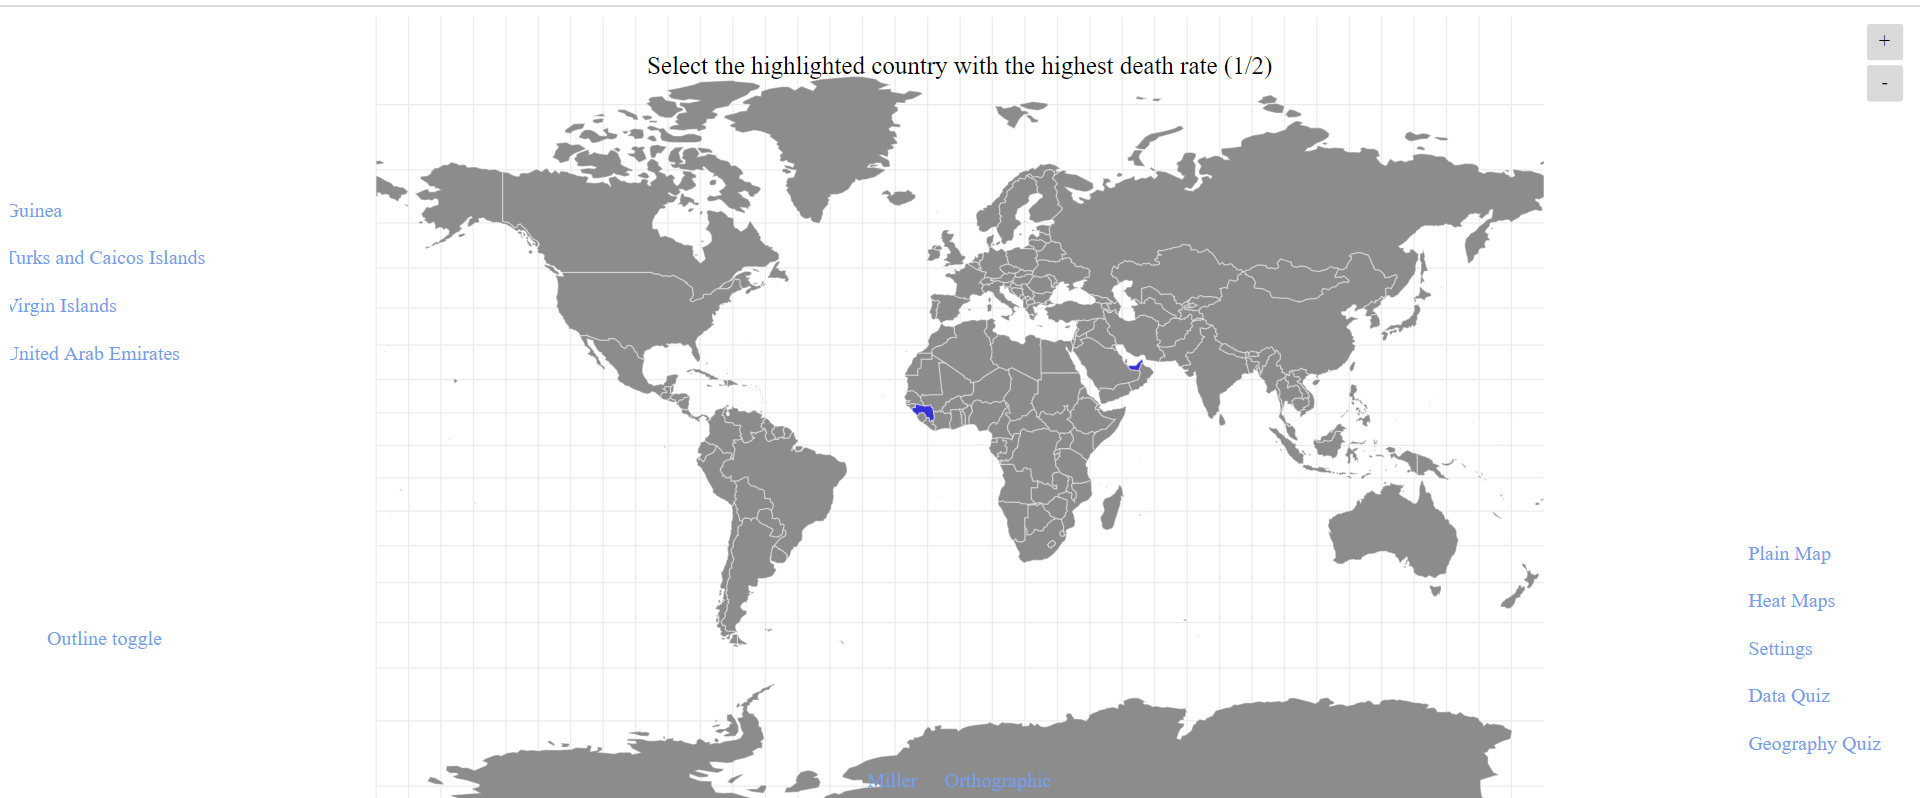 Select the highlighted country with the highest death rate (1/2)
+
-
Guinea
Turks and Caicos Islands
Virgin Islands
United Arab Emirates
Outline toggle
Plain Map
Heat Maps
Settings
Data Quiz
Geography Quiz
Miller Orthographic